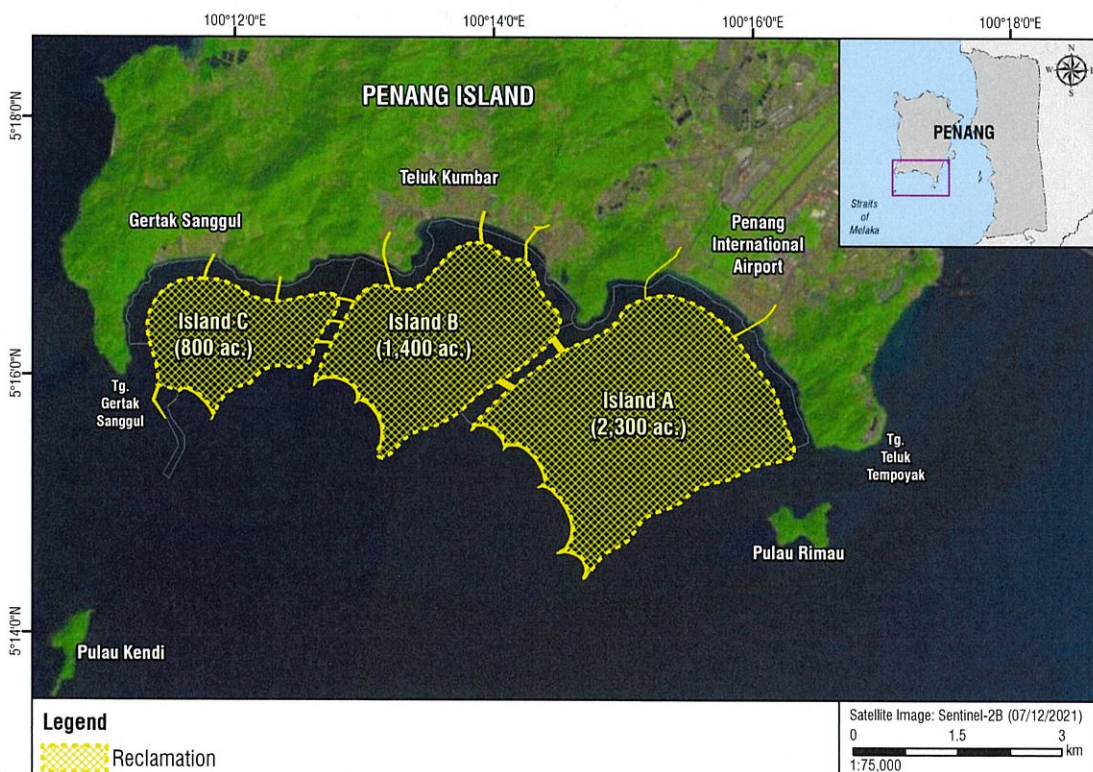 100°12'0"E
100°14'0"E
100°16'0"E
100°18'0"E
5°18'0"N
5°16'0"N
5°14'0"N
PENANG ISLAND
Teluk Kumbar
Gertak Sanggul
Penang
International
Airport
Island C
(800 ac.)
Island B
(1,400 ac.)
Island A
(2,300 ac.)
Tg.
Gertak
Sanggul
Tg.
Teluk
Tempoyak
Pulau Rimau
Pulau Kendi
N
W
E
S
PENANG
Straits
of
Melaka
Legend
Reclamation
Satellite Image: Sentinel-2B (07/12/2021)
0 1.5 3
km
1:75,000